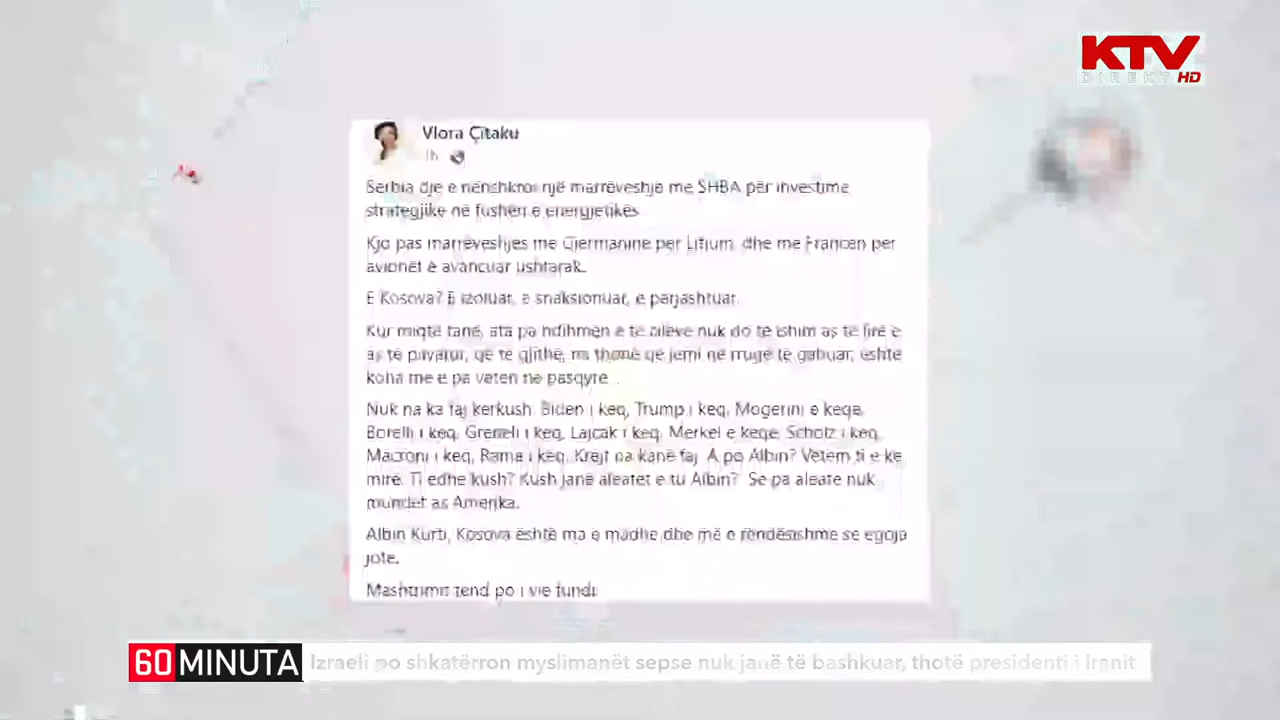 KTV
DIREKT HD
Vlora Çitaku
1h
Serbia dje e nënshkroi një marrëveshje me SHBA për investime
strategjike në fushën e energjetikës
Kjo pas marrëveshjes me Gjermaninë për Litium, dhe me Francën për
avionët e avancuar ushtarak.
E Kosova? E izoluar, e snaksionuar, e përjashtuar.
Kur miqtë tanë, ata pa ndihmën e të cilëve nuk do të ishim as të lirë e
as të pavarur, që të gjithë, na thonë që jemi në rrugë të gabuar, është
koha me e pa veten në pasqyrë...
Nuk na ka faj kerkush. Biden i keq, Trump i keq, Mogerini e keqe,
Borelli i keq, Greneli i keq, Lajcak i keq, Merkel e keqe, Scholz i keq,
Macroni i keq, Rama i keq. Krejt na kanë faj. A po Albin? Vetëm ti e ke
mirë. Ti edhe kush? Kush janë aleatët e tu Albin? Se pa aleatë nuk
mundet as Amerika.
Albin Kurti, Kosova është ma e madhe dhe më e rëndësishme se egoja
jote.
Mashtrimit tend po i vie fundi
60 MINUTA Izraeli po shkatërron myslimanët sepse nuk janë të bashkuar, thotë presidenti i Iranit